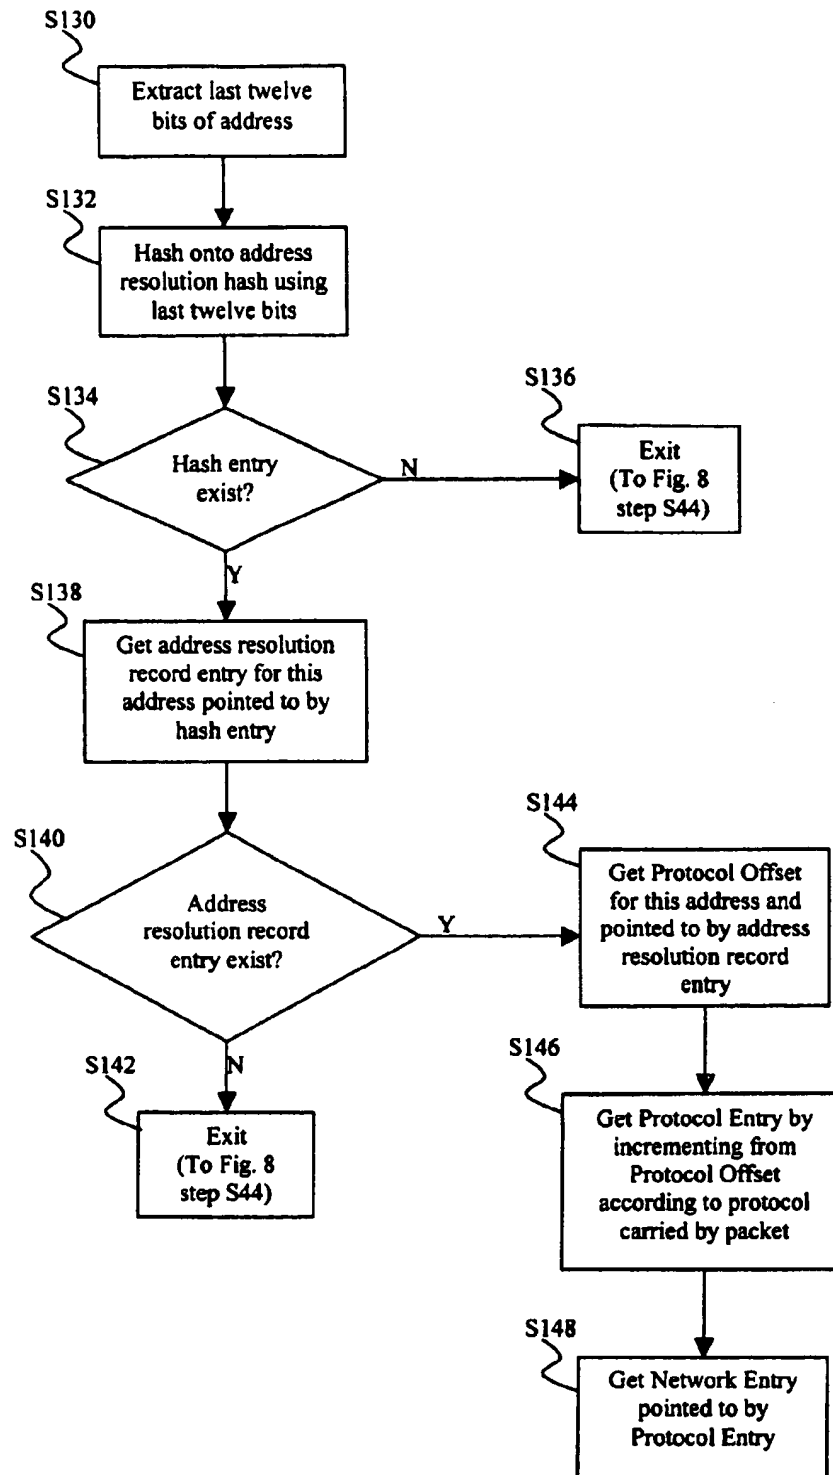 S130
Extract last twelve
bits of address
S132
Hash onto address
resolution hash using
last twelve bits
S134
Hash entry
exist?
N
S136
Exit
(To Fig. 8
step S44)
Y
S138
Get address resolution
record entry for this
address pointed to by
hash entry
S140
Address
resolution record
entry exist?
Y
S144
Get Protocol Offset
for this address and
pointed to by address
resolution record
entry
N
S142
Exit
(To Fig. 8
step S44)
S146
Get Protocol Entry by
incrementing from
Protocol Offset
according to protocol
carried by packet
S148
Get Network Entry
pointed to by
Protocol Entry